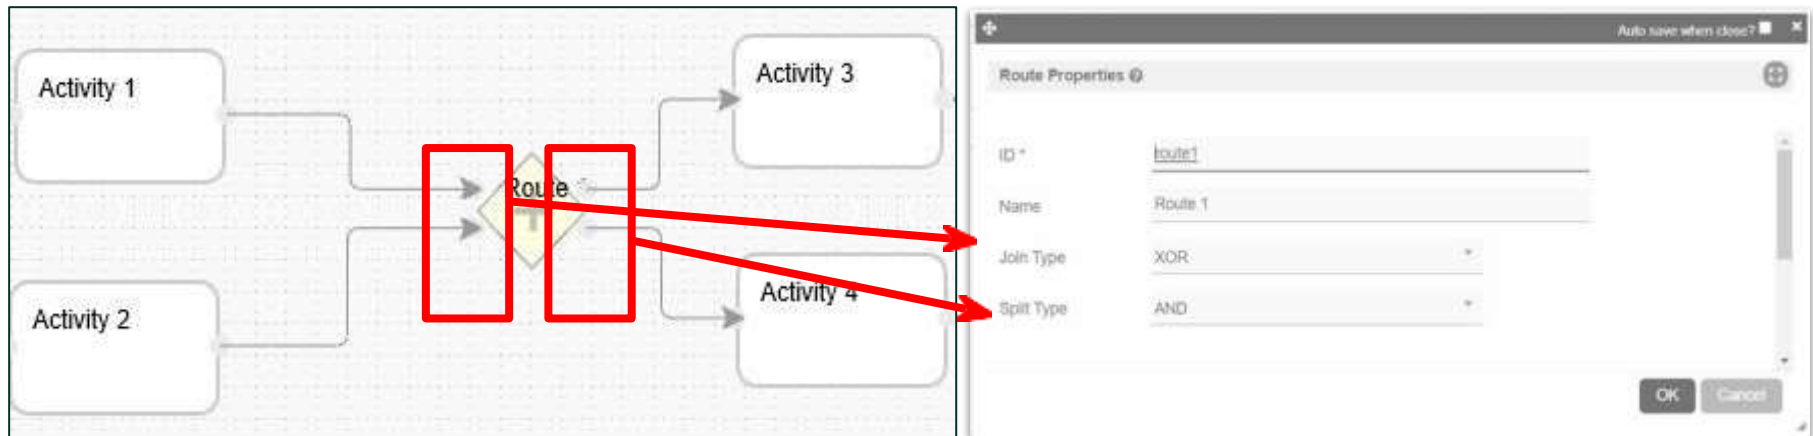 Activity 1
Activity 2
Route
Activity 3
Activity 4
Auto save when close?
Route Properties
ID *
route1
Name
Route 1
Join Type
XOR
Split Type
AND
OK
Cancel